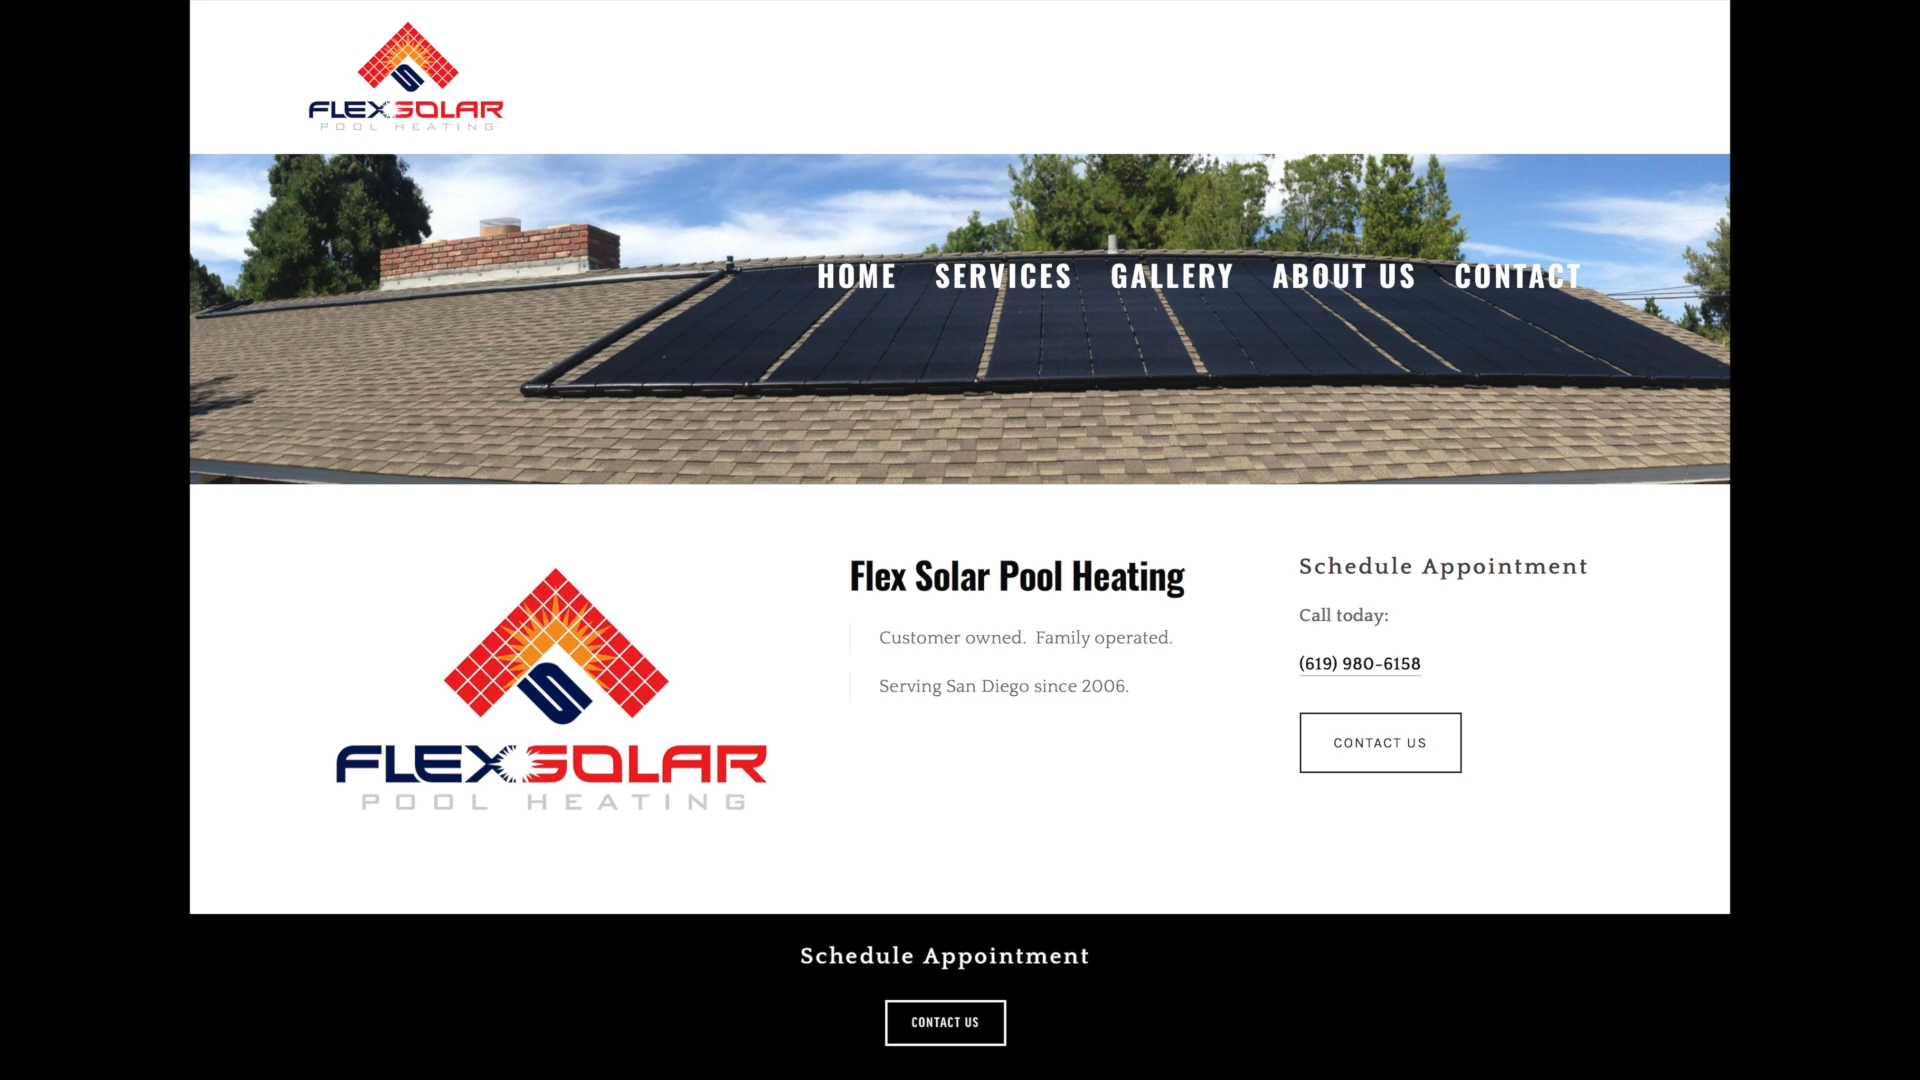 FLEXSOLAR
POOL HEATING
HOME SERVICES GALLERY ABOUT US CONTACT
FLEXSOLAR
POOL HEATING
Flex Solar Pool Heating
Customer owned. Family operated.
Serving San Diego since 2006.
Schedule Appointment
Call today:
(619) 980-6158
CONTACT US
Schedule Appointment
CONTACT US